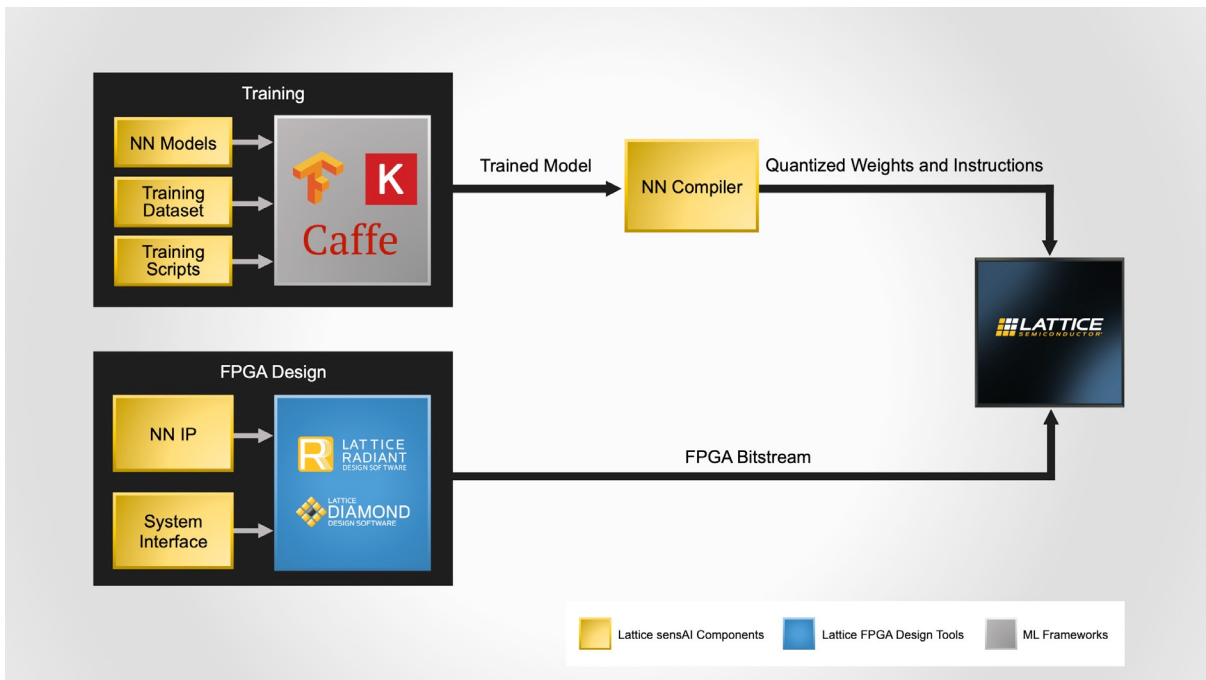 Training
NN Models
Training
Dataset
Training
Scripts
K
Caffe
Trained Model
NN Compiler
Quantized Weights and Instructions
LATTICE
SEMICONDUCTOR
FPGA Design
NN IP
System
Interface
R
LATTICE
RADIANT
DESIGN SOFTWARE
LATTICE
DIAMOND
DESIGN SOFTWARE
FPGA Bitstream
Lattice sensAI Components
Lattice FPGA Design Tools
ML Frameworks